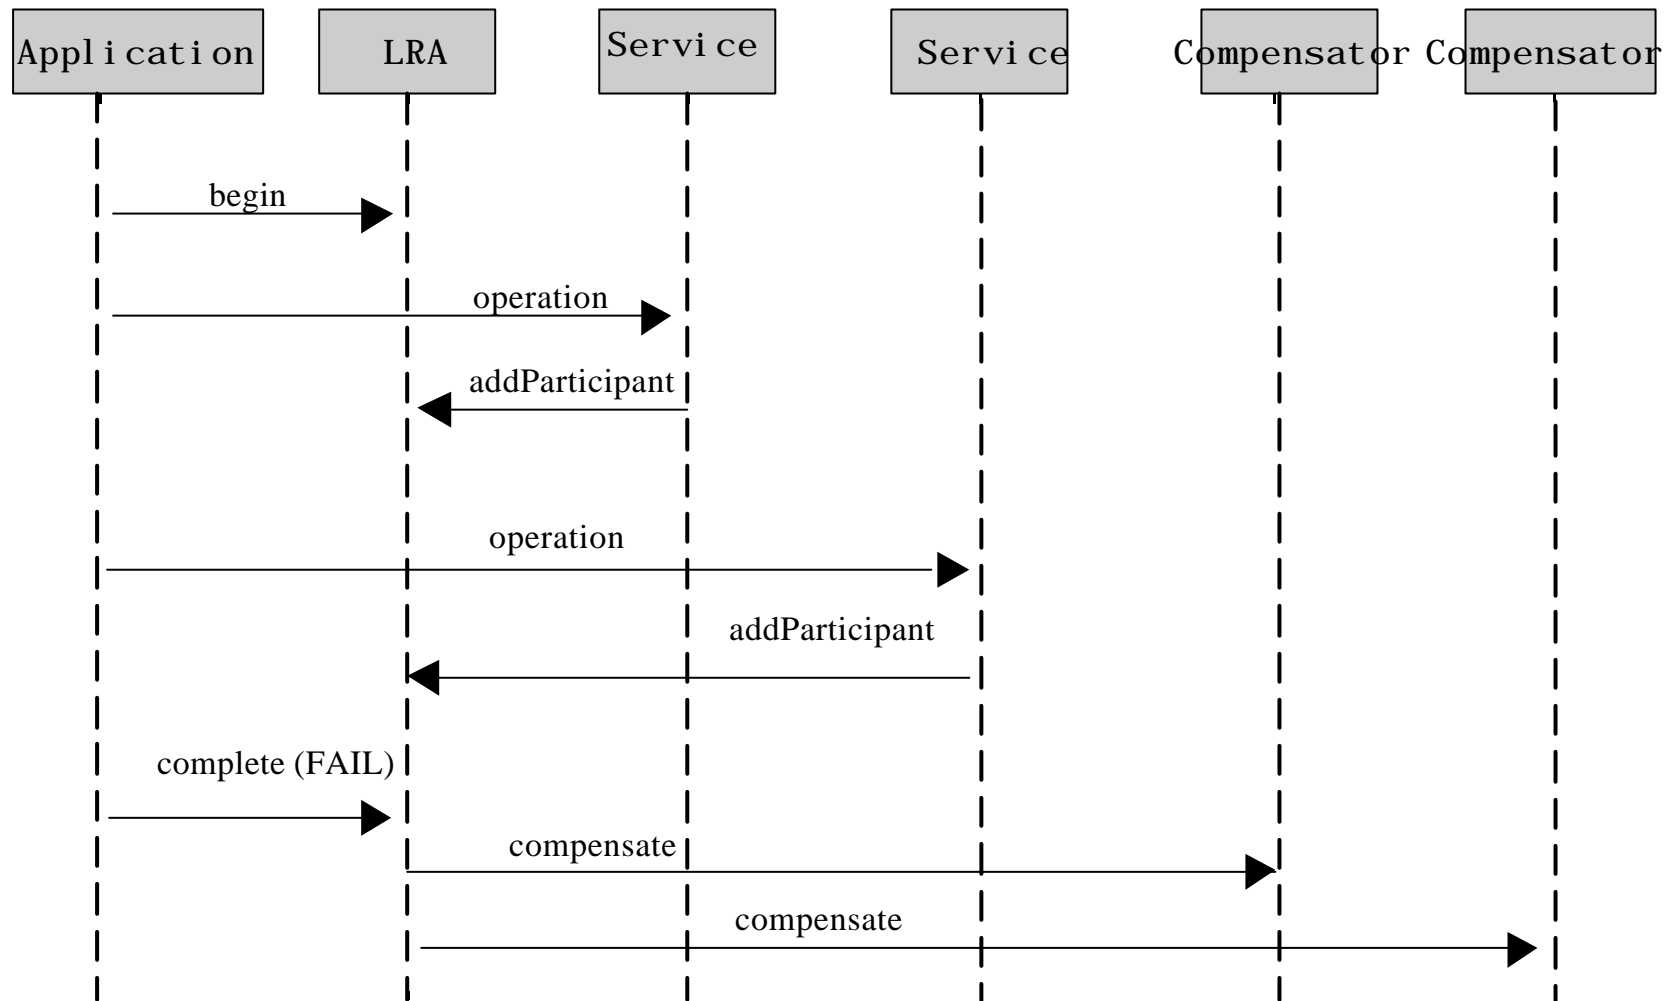 Application
LRA
Service
Service
Compensator
Compensator
begin
operation
addParticipant
operation
addParticipant
complete (FAIL)
compensate
compensate